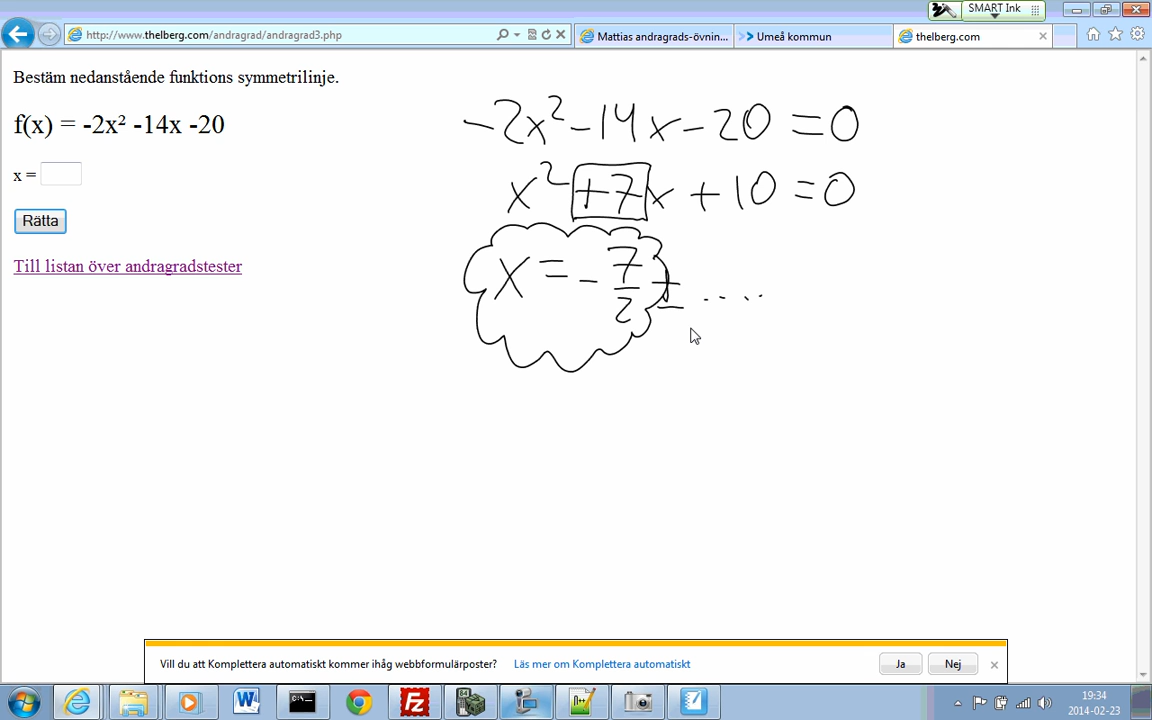 SMART Ink
http://www.thelberg.com/andragrad/andragrad3.php
Mattias andragrads-övnin...
Umeå kommun
thelberg.com
Bestäm nedanstående funktions symmetrilinje.
f(x) = -2x² -14x -20
x =
Rätta
Till listan över andragradstester
-2x² -14x -20 = 0
x² +7x + 10 = 0
x = - 7/2 ± .....
Vill du att Komplettera automatiskt kommer ihåg webbformulärposter? Läs mer om Komplettera automatiskt Ja Nej
19:34
2014-02-23